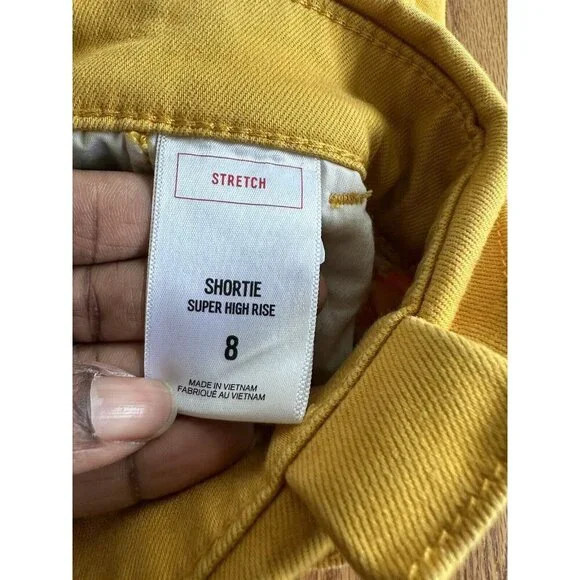 STRETCH
SHORTIE
SUPER HIGH RISE
8
MADE IN VIETNAM
FABRIQUÉ AU VIETNAM